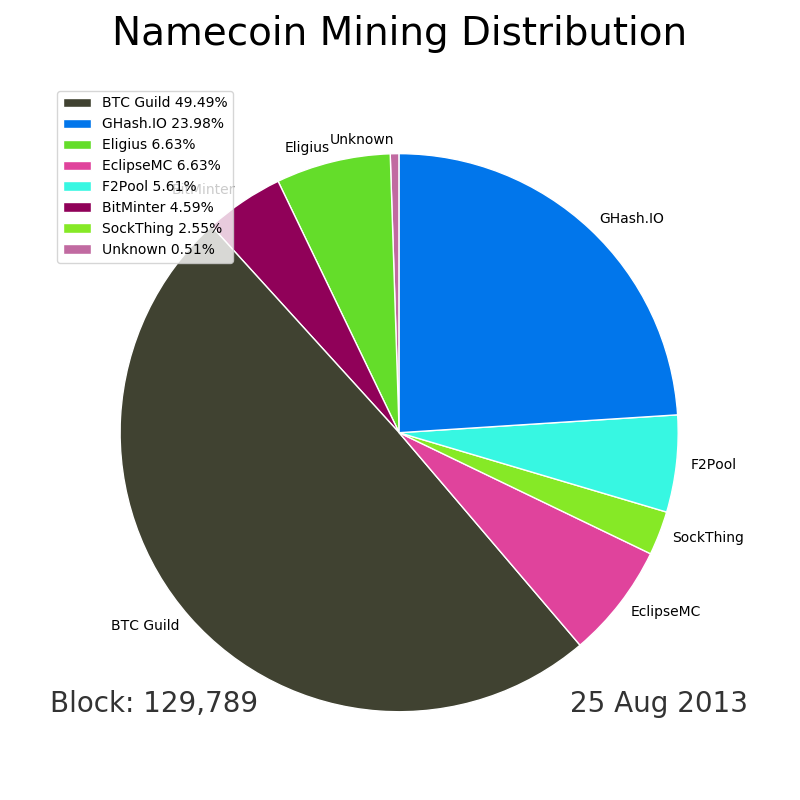 Namecoin Mining Distribution
BTC Guild 49.49%
GHash.IO 23.98%
Eligius 6.63%
EclipseMC 6.63%
F2Pool 5.61%
BitMinter 4.59%
SockThing 2.55%
Unknown 0.51%
Unknown
Eligius
BitMinter
GHash.IO
F2Pool
SockThing
EclipseMC
BTC Guild
Block: 129,789
25 Aug 2013